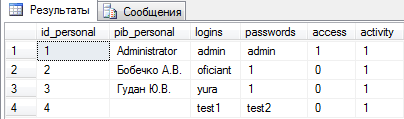 Результаты Сообщения
id_personal pib_personal logins passwords access activity
1 1 Administrator admin admin 1 1
2 2 Бобечко А.В. oficiant 1 0 1
3 3 Гудан Ю.В. yura 1 0 1
4 4 test1 test2 0 1